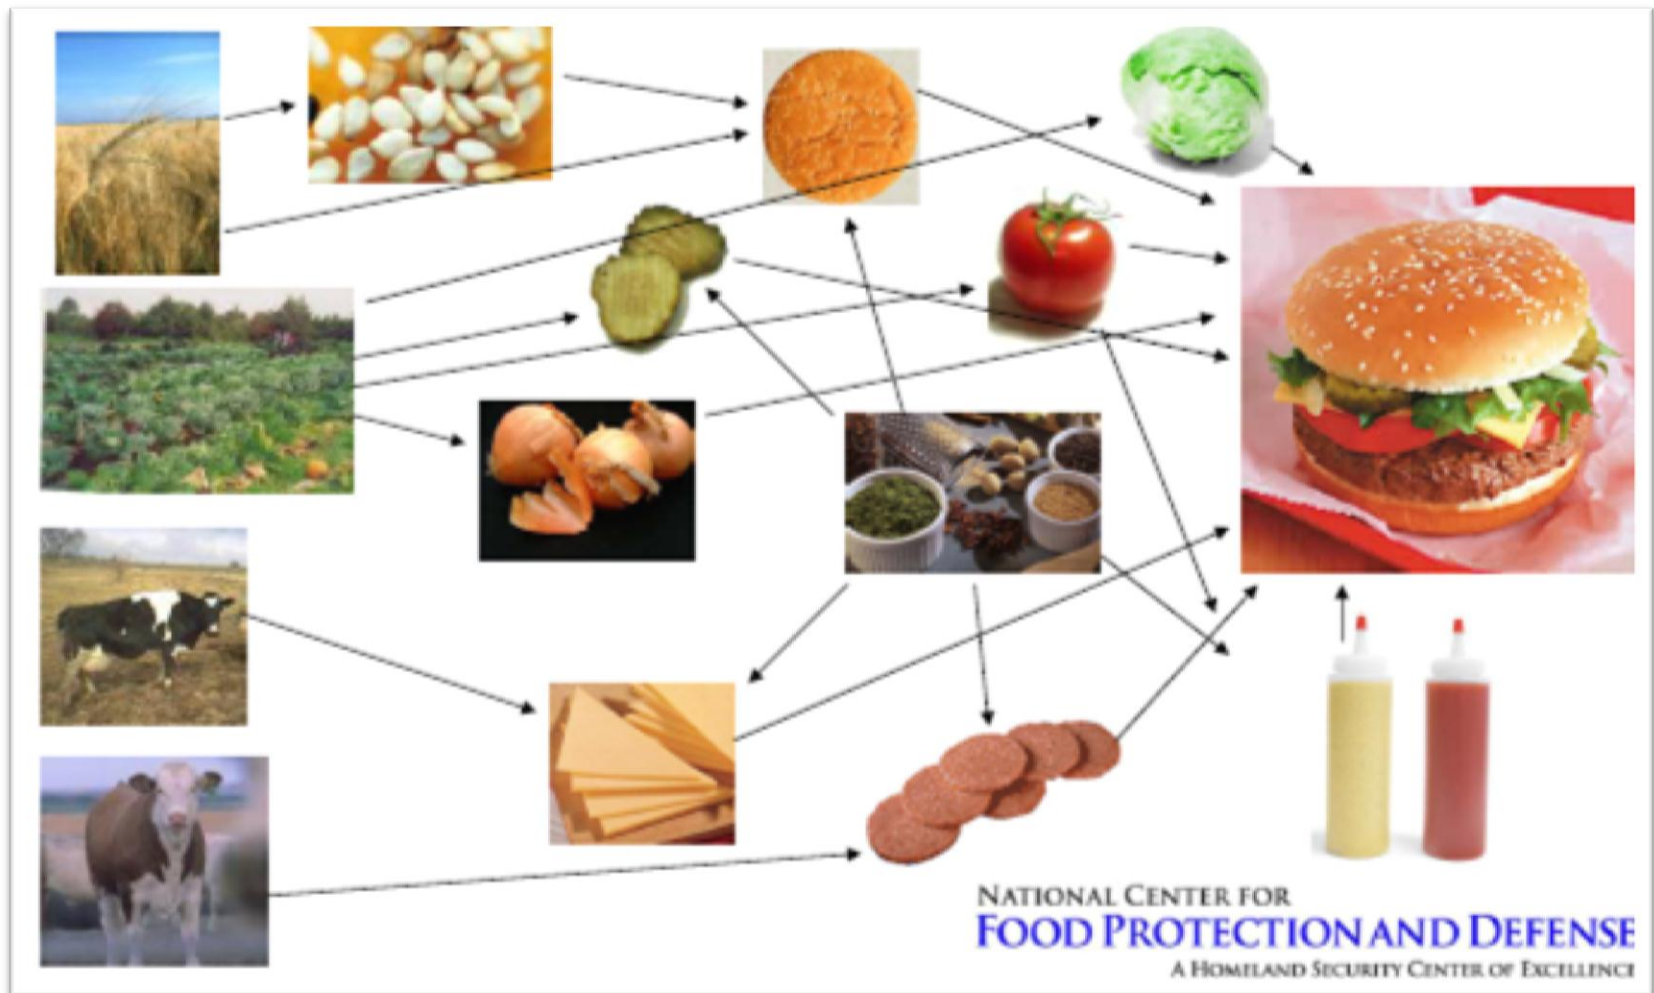 NATIONAL CENTER FOR
FOOD PROTECTION AND DEFENSE
A HOMELAND SECURITY CENTER OF EXCELLENCE